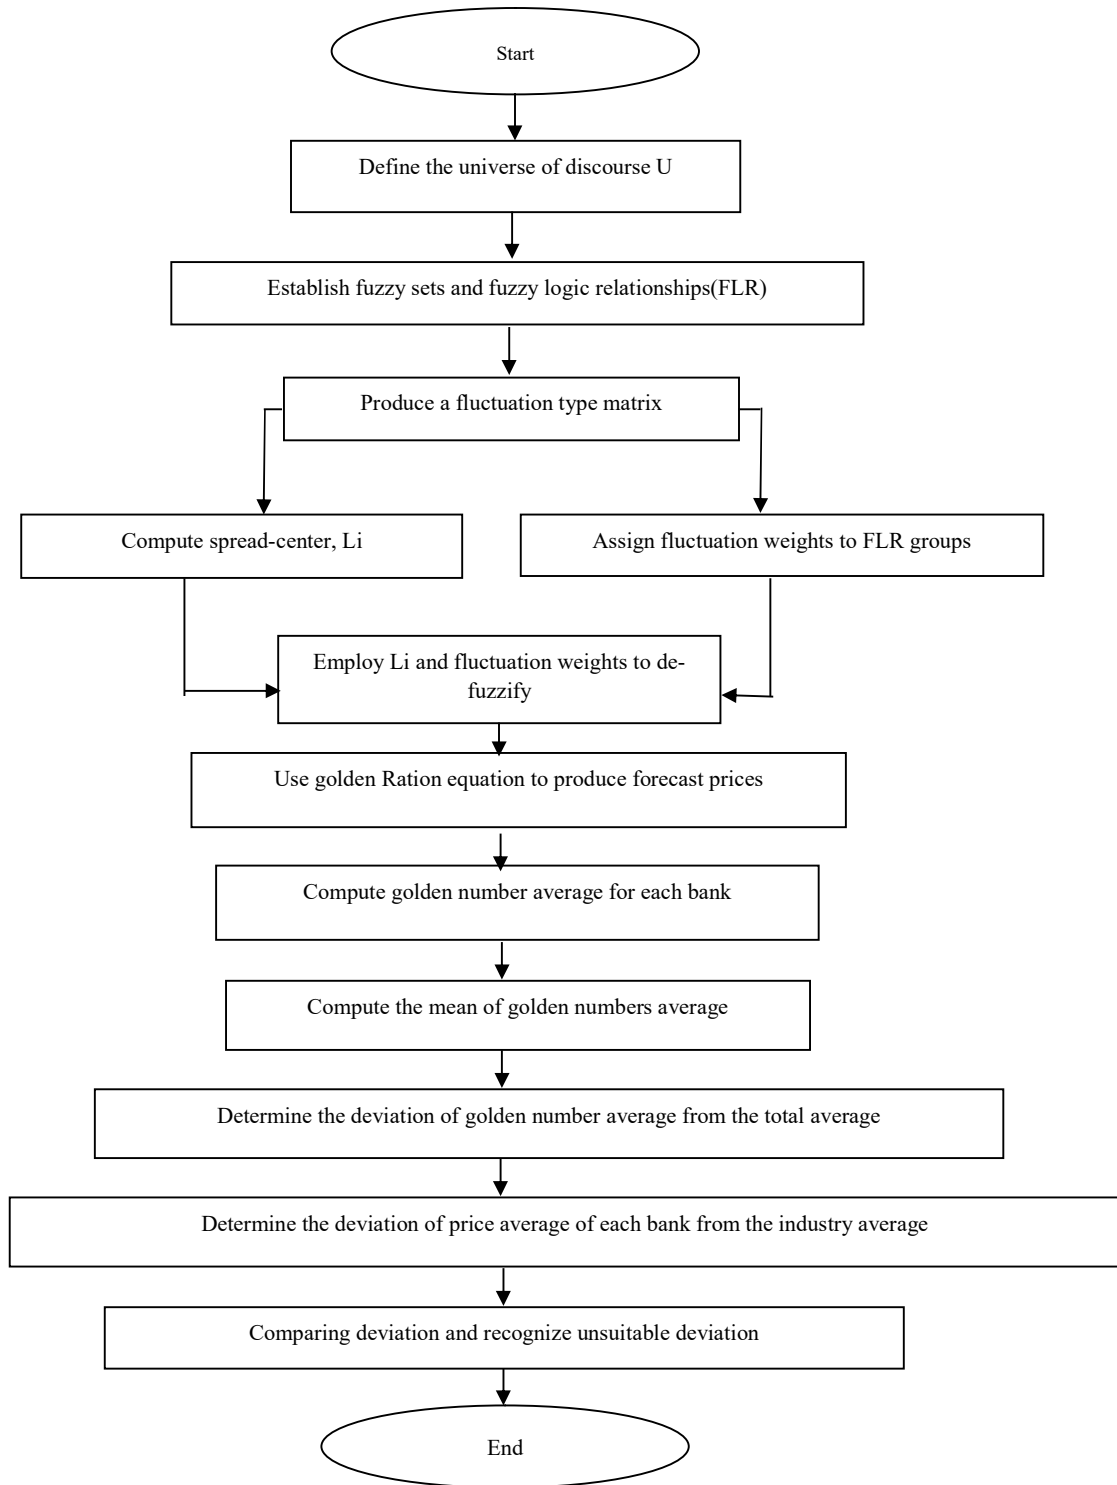 Start
Define the universe of discourse U
Establish fuzzy sets and fuzzy logic relationships(FLR)
Produce a fluctuation type matrix
Compute spread-center, Li
Assign fluctuation weights to FLR groups
Employ Li and fluctuation weights to de-
fuzzify
Use golden Ration equation to produce forecast prices
Compute golden number average for each bank
Compute the mean of golden numbers average
Determine the deviation of golden number average from the total average
Determine the deviation of price average of each bank from the industry average
Comparing deviation and recognize unsuitable deviation
End